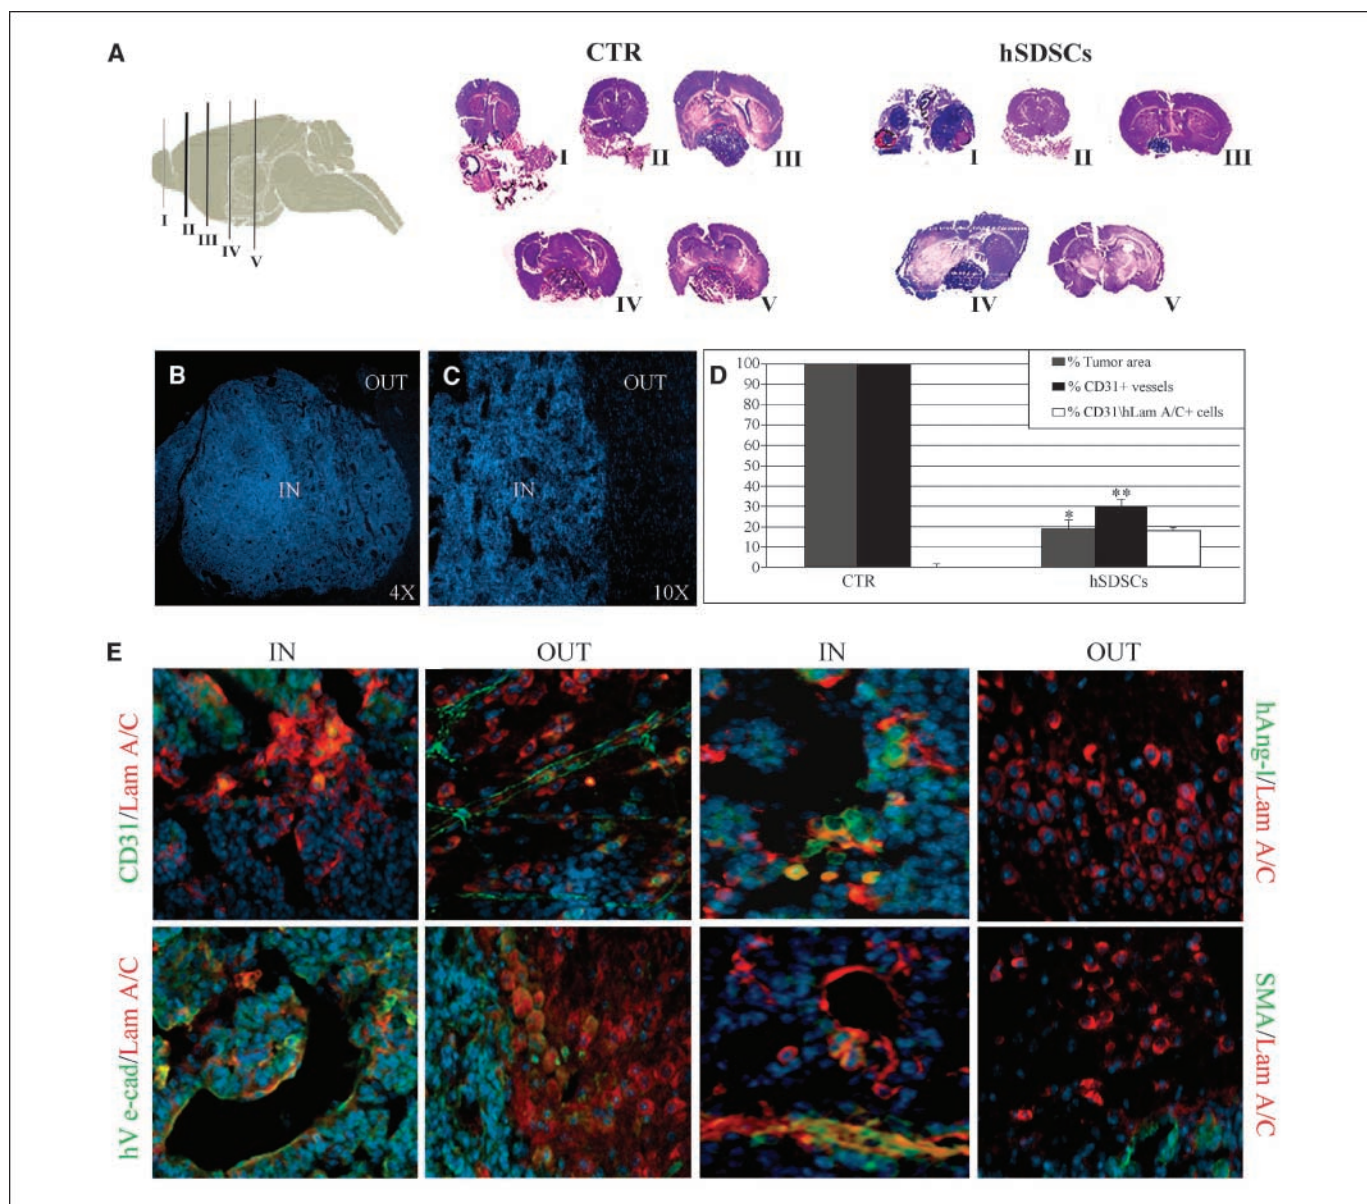 A
CTR
hSDSCs
I
II
III
IV
V
I
II
III
IV
V
I
II
III
IV
V
B
OUT
IN
4X
C
OUT
IN
10X
D
100
90
80
70
60
50
40
30
20
10
0
% Tumor area
% CD31+ vessels
% CD31\hLam A/C+ cells
*
**
CTR
hSDSCs
E
IN
OUT
IN
OUT
CD31/Lam A/C
hAng-I/Lam A/C
hV e-cad/Lam A/C
SMA/Lam A/C